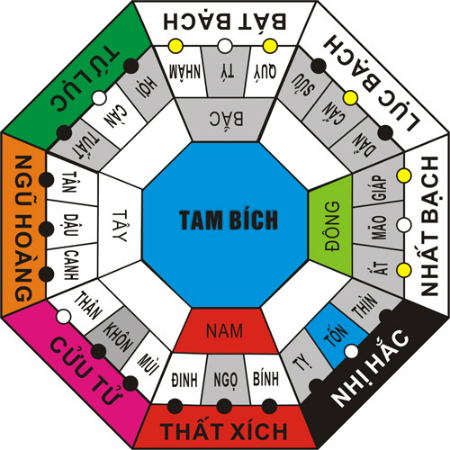 BÁT BẠCH
NHÂM
TÝ
QUÝ
BẮC
TỨ LỤC
TUẤT
CÀN
HỢI
LỤC BẠCH
SỬU
CẤN
DẦN
NGŨ HOÀNG
TÂN
DẬU
CANH
TÂY
TAM BÍCH
ĐÔNG
GIÁP
MÃO
ẤT
NHẤT BẠCH
CỬU TỬ
THÂN
KHÔN
MÙI
NAM
ĐINH
NGỌ
BÍNH
THẤT XÍCH
TỴ
TỐN
THÌN
NHỊ HẮC